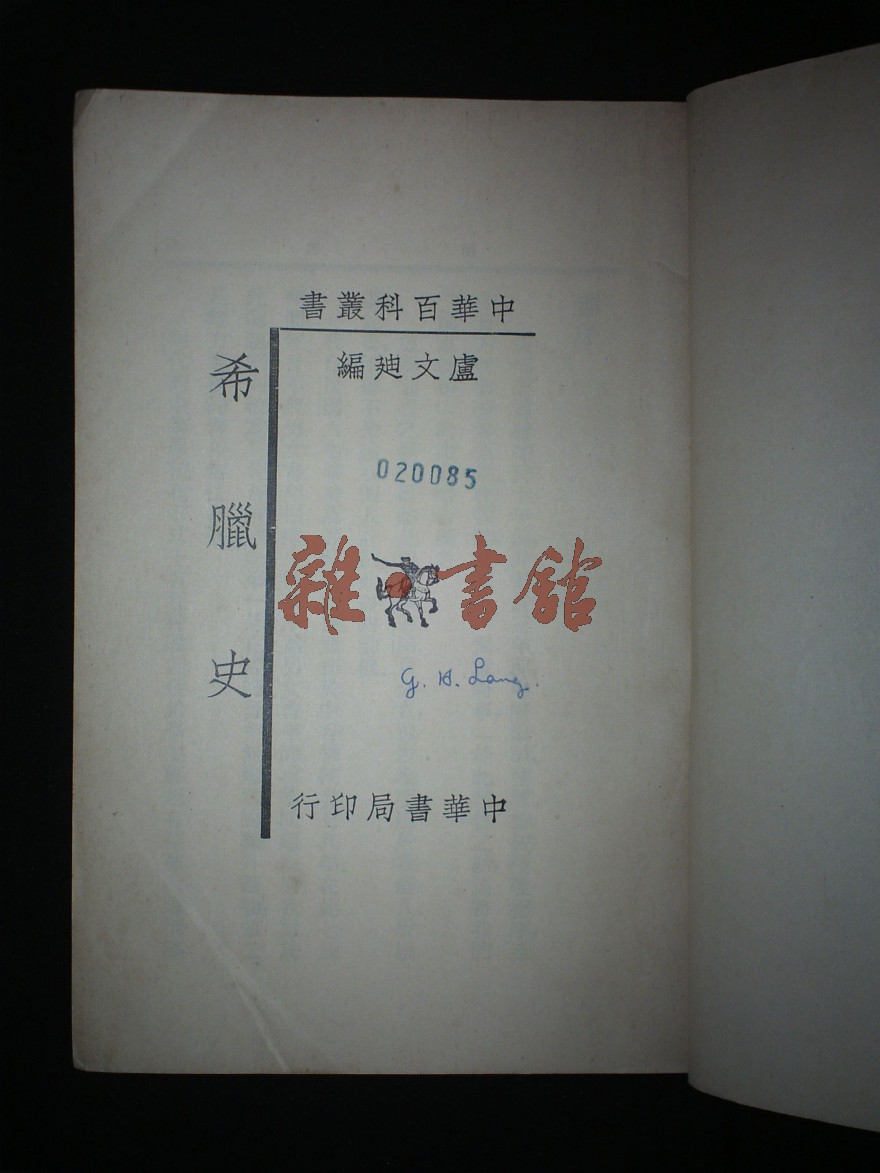 中華百科叢書
盧文廸編
希臘史
020085
雜·書舘
G. H. Lang.
中華書局印行